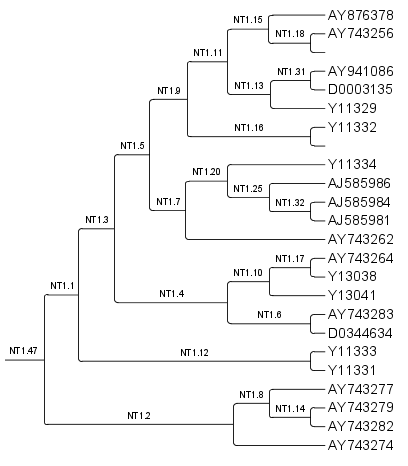 NT1.15
AY876378
NT1.18
AY743256
NT1.11
NT1.31
AY941086
NT1.9
NT1.13
D0003135
Y11329
NT1.16
Y11332
NT1.5
NT1.20
Y11334
NT1.25
AJ585986
NT1.7
NT1.32
AJ585984
AJ585981
NT1.3
AY743262
NT1.17
AY743264
NT1.10
Y13038
NT1.1
NT1.4
Y13041
NT1.6
AY743283
D0344634
NT1.47
NT1.12
Y11333
Y11331
NT1.8
AY743277
NT1.2
NT1.14
AY743279
AY743282
AY743274